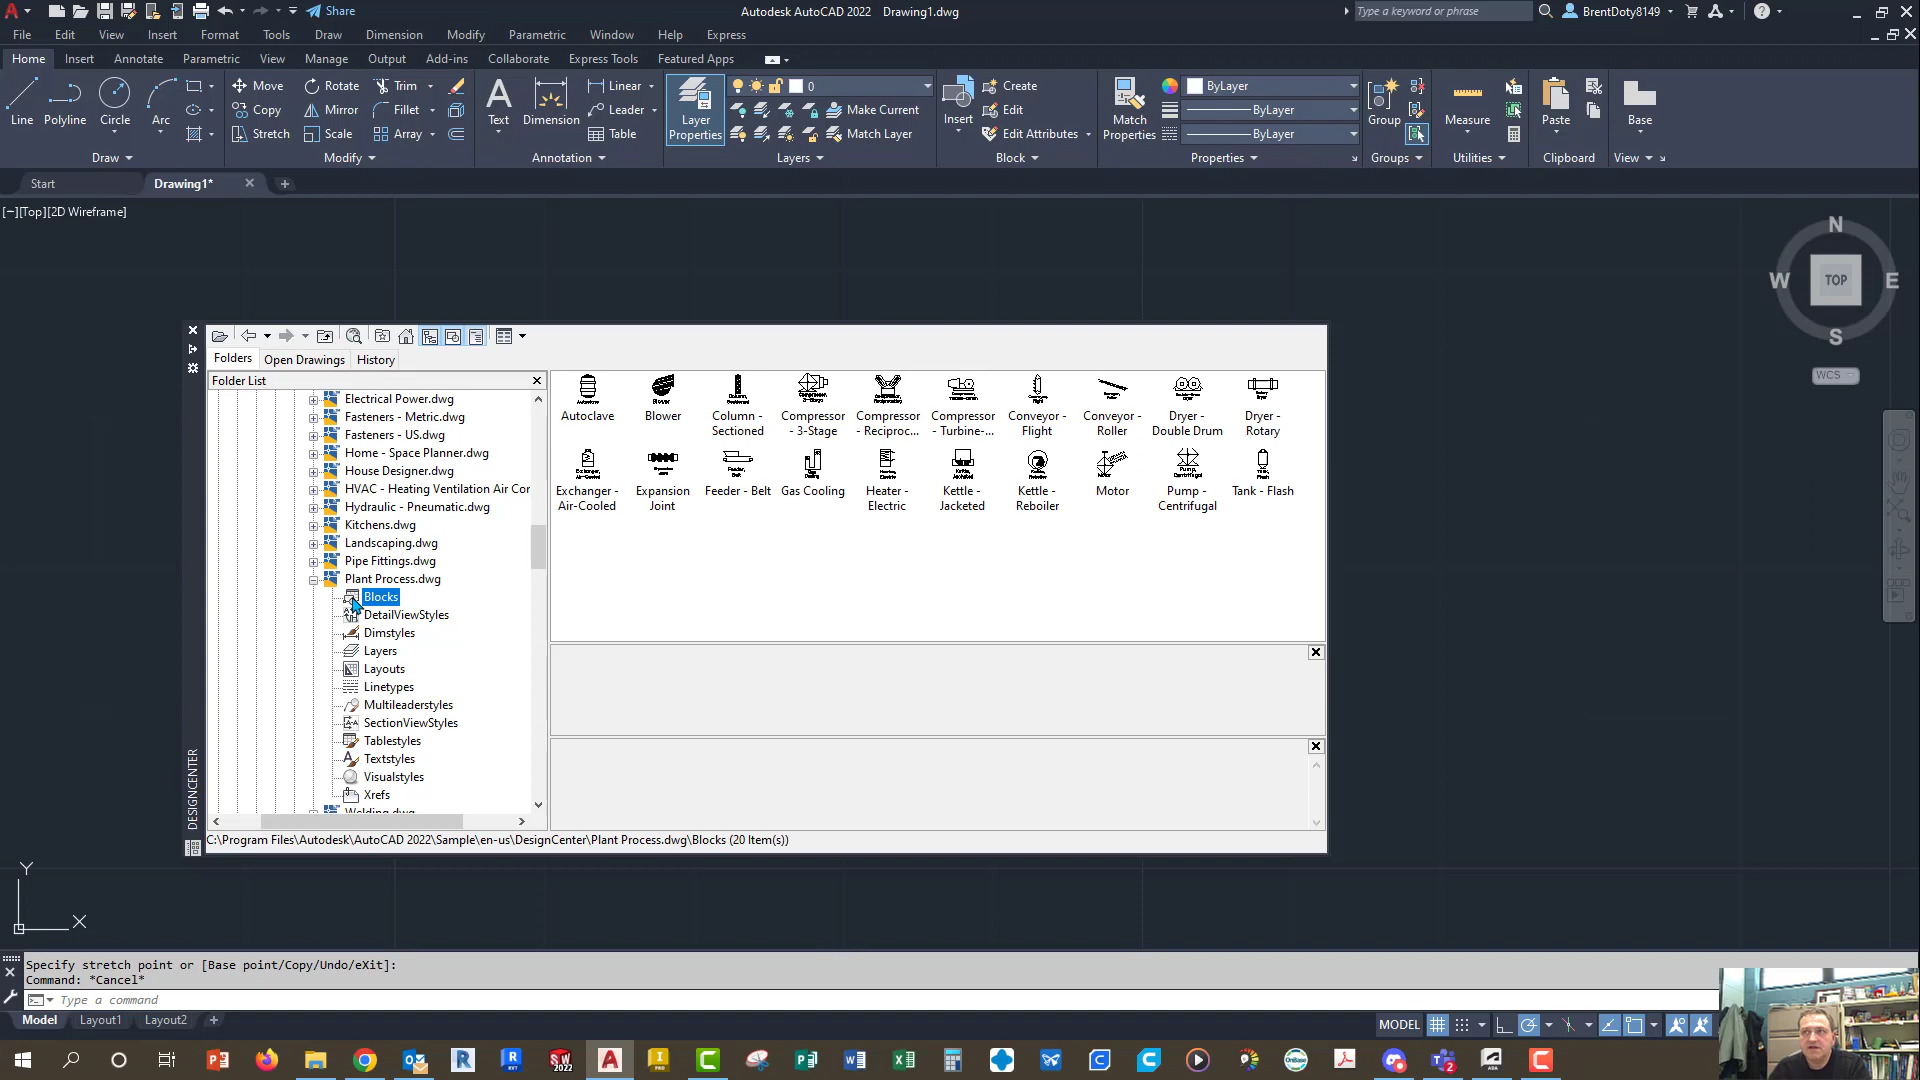 Share
Autodesk AutoCAD 2022 Drawing1.dwg
Type a keyword or phrase
BrentDoty8149
File Edit View Insert Format Tools Draw Dimension Modify Parametric Window Help Express
Home Insert Annotate Parametric View Manage Output Add-ins Collaborate Express Tools Featured Apps
Line Polyline Circle Arc
Move Rotate Trim
Copy Mirror Fillet
Stretch Scale Array
Text Dimension
Linear
Leader
Table
Layer Properties
0
Make Current
Match Layer
Insert
Create
Edit
Edit Attributes
Match Properties
ByLayer
ByLayer
ByLayer
Group Measure Paste Base
Draw Modify Annotation Layers Block Properties Groups Utilities Clipboard View
Start Drawing1*
[−][Top][2D Wireframe]
N
W TOP E
S
WCS
Folders Open Drawings History
Folder List
Electrical Power.dwg
Fasteners - Metric.dwg
Fasteners - US.dwg
Home - Space Planner.dwg
House Designer.dwg
HVAC - Heating Ventilation Air Con
Hydraulic - Pneumatic.dwg
Kitchens.dwg
Landscaping.dwg
Pipe Fittings.dwg
Plant Process.dwg
Blocks
DetailViewStyles
Dimstyles
Layers
Layouts
Linetypes
Multileaderstyles
SectionViewStyles
Tablestyles
Textstyles
Visualstyles
Xrefs
Welding.dwg
Autoclave Blower Column - Sectioned Compressor - 3-Stage Compressor - Reciproc... Compressor - Turbine-... Conveyor - Flight Conveyor - Roller Dryer - Double Drum Dryer - Rotary
Exchanger - Air-Cooled Expansion Joint Feeder - Belt Gas Cooling Heater - Electric Kettle - Jacketed Kettle - Reboiler Motor Pump - Centrifugal Tank - Flash
DESIGNCENTER
C:\Program Files\Autodesk\AutoCAD 2022\Sample\en-us\DesignCenter\Plant Process.dwg\Blocks (20 Item(s))
Y
X
Specify stretch point or [Base point/Copy/Undo/eXit]:
Command: *Cancel*
Type a command
Model Layout1 Layout2
MODEL